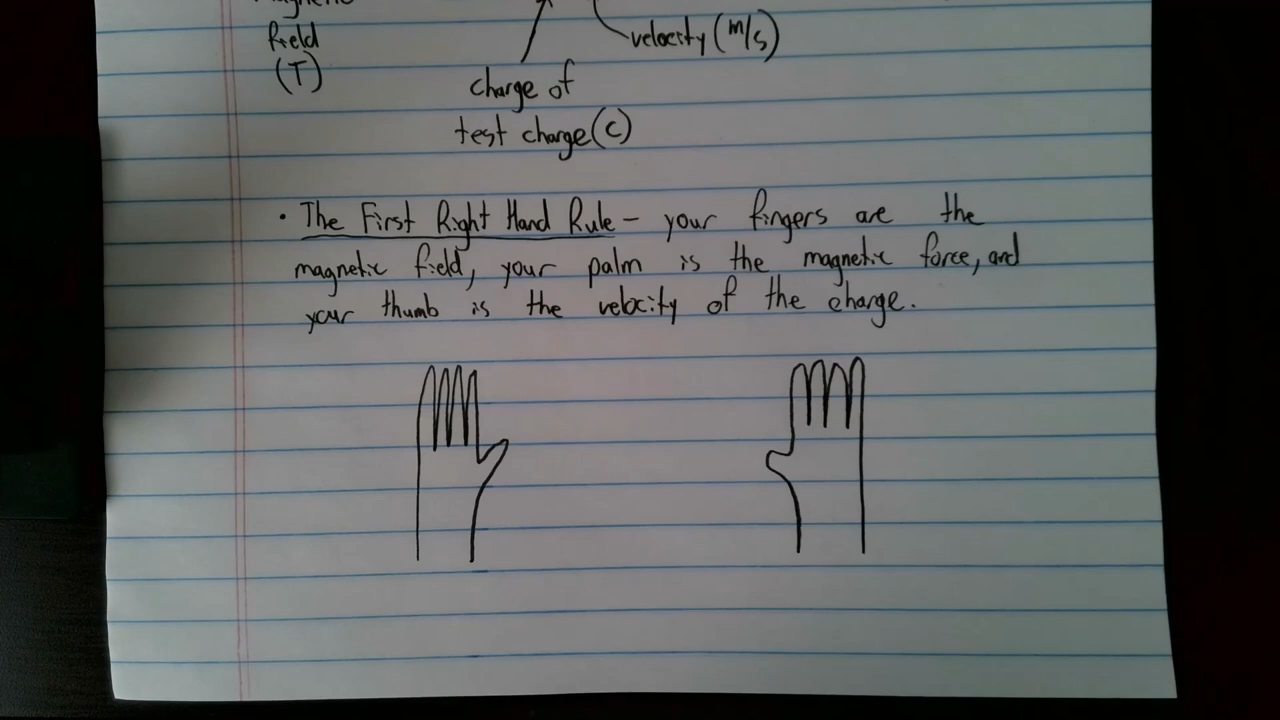 field
velocity (m/s)
(T)
charge of
test charge (C)
• The First Right Hand Rule – your fingers are the
magnetic field, your palm is the magnetic force, and
your thumb is the velocity of the charge.